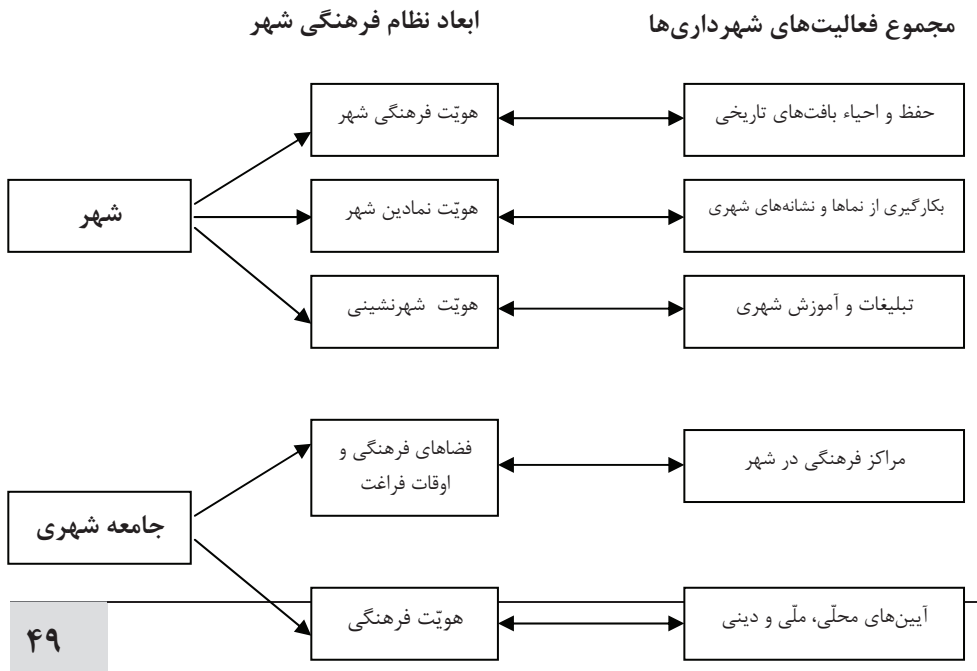 مجموع فعالیت‌های شهرداری‌ها
ابعاد نظام فرهنگی شهر
حفظ و احیاء بافت‌های تاریخی
هویّت فرهنگی شهر
بکارگیری از نماها و نشانه‌های شهری
هویّت نمادین شهر
شهر
تبلیغات و آموزش شهری
هویّت شهرنشینی
مراکز فرهنگی در شهر
فضاهای فرهنگی و
اوقات فراغت
جامعه شهری
آیین‌های محلّی، ملّی و دینی
هویّت فرهنگی
۴۹